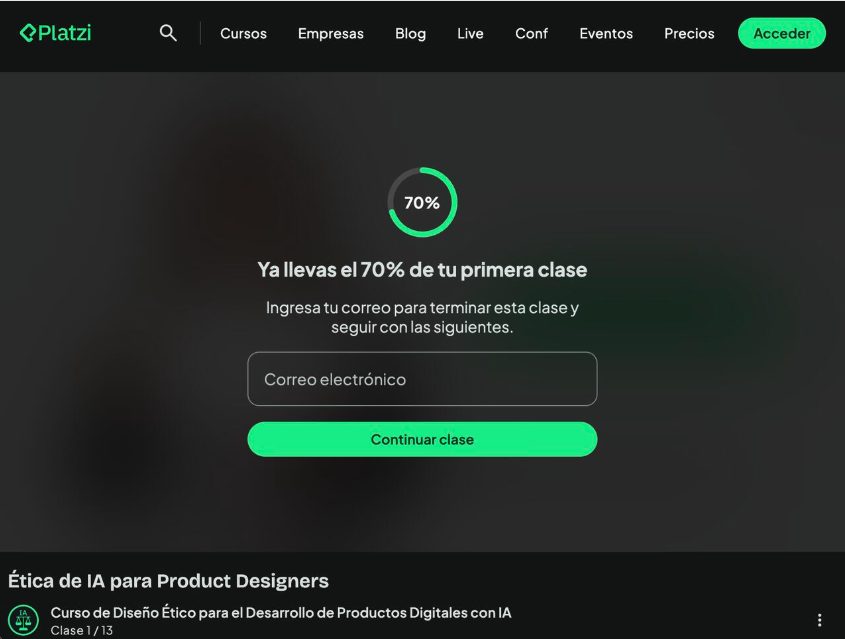 Platzi
Cursos
Empresas
Blog
Live
Conf
Eventos
Precios
Acceder
70%
Ya llevas el 70% de tu primera clase
Ingresa tu correo para terminar esta clase y
seguir con las siguientes.
Correo electrónico
Continuar clase
Ética de IA para Product Designers
IA
Curso de Diseño Ético para el Desarrollo de Productos Digitales con IA
Clase 1 / 13